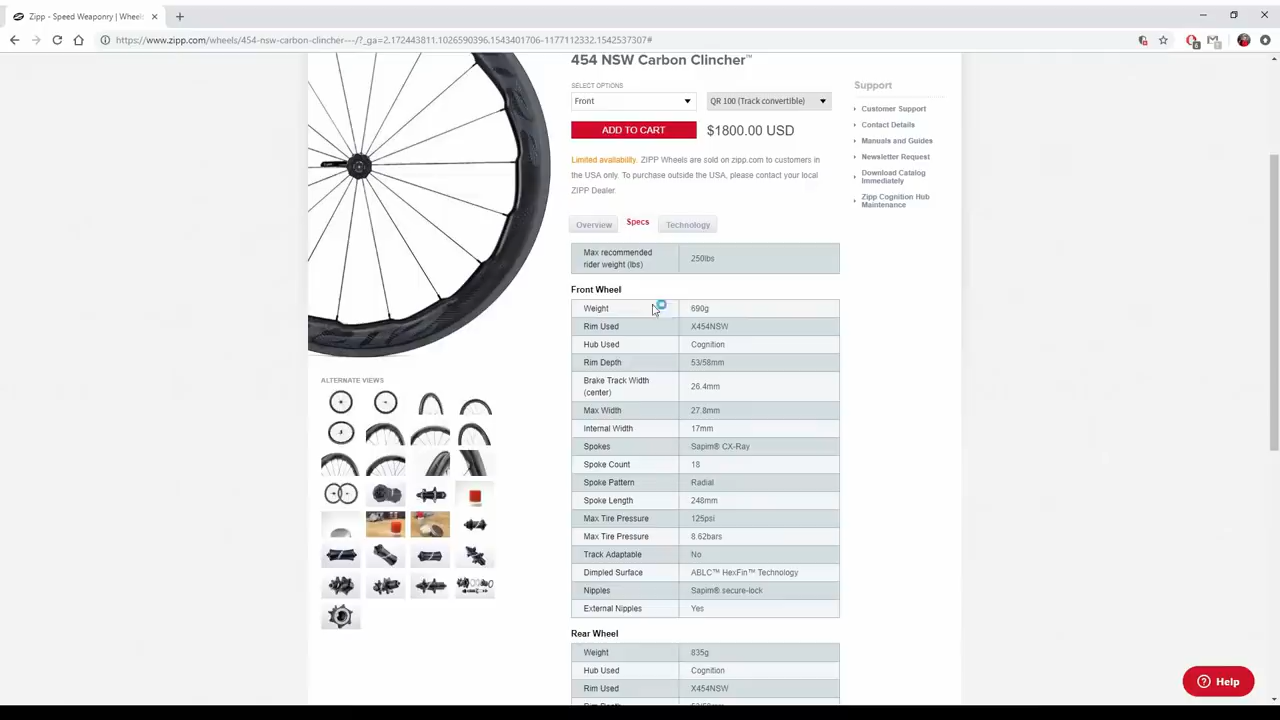 Zipp - Speed Weaponry | Wheels
https://www.zipp.com/wheels/454-nsw-carbon-clincher---/?_ga=2.172443811.1026590396.1543401706-1177112332.1542537307#
454 NSW Carbon Clincher™
SELECT OPTIONS
Front
QR 100 (Track convertible)
ADD TO CART
$1800.00 USD
Limited availability. ZIPP Wheels are sold on zipp.com to customers in
the USA only. To purchase outside the USA, please contact your local
ZIPP Dealer.
Support
Customer Support
Contact Details
Manuals and Guides
Newsletter Request
Download Catalog
Immediately
Zipp Cognition Hub
Maintenance
Overview
Specs
Technology
Max recommended
rider weight (lbs)
250lbs
Front Wheel
Weight 690g
Rim Used X454NSW
Hub Used Cognition
Rim Depth 53/58mm
Brake Track Width
(center)
26.4mm
Max Width 27.8mm
Internal Width 17mm
Spokes Sapim® CX-Ray
Spoke Count 18
Spoke Pattern Radial
Spoke Length 248mm
Max Tire Pressure 125psi
Max Tire Pressure 8.62bars
Track Adaptable No
Dimpled Surface ABLC™ HexFin™ Technology
Nipples Sapim® secure-lock
External Nipples Yes
Rear Wheel
Weight 835g
Hub Used Cognition
Rim Used X454NSW
ALTERNATE VIEWS
Help